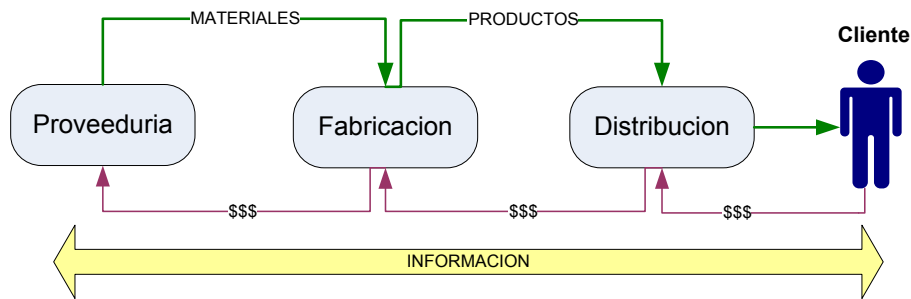 MATERIALES
PRODUCTOS
Cliente
Proveeduria
Fabricacion
Distribucion
$$$
$$$
$$$
INFORMACION